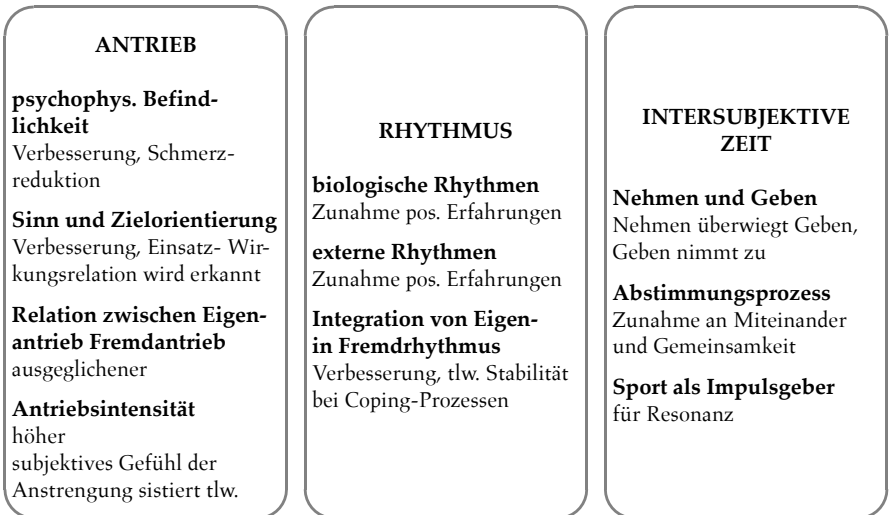 ANTRIEB
psychophys. Befind-
lichkeit
Verbesserung, Schmerz-
reduktion
Sinn und Zielorientierung
Verbesserung, Einsatz- Wir-
kungsrelation wird erkannt
Relation zwischen Eigen-
antrieb Fremdantrieb
ausgeglichener
Antriebsintensität
höher
subjektives Gefühl der
Anstrengung sistiert tlw.
RHYTHMUS
biologische Rhythmen
Zunahme pos. Erfahrungen
externe Rhythmen
Zunahme pos. Erfahrungen
Integration von Eigen-
in Fremdrhythmus
Verbesserung, tlw. Stabilität
bei Coping-Prozessen
INTERSUBJEKTIVE
ZEIT
Nehmen und Geben
Nehmen überwiegt Geben,
Geben nimmt zu
Abstimmungsprozess
Zunahme an Miteinander
und Gemeinsamkeit
Sport als Impulsgeber
für Resonanz